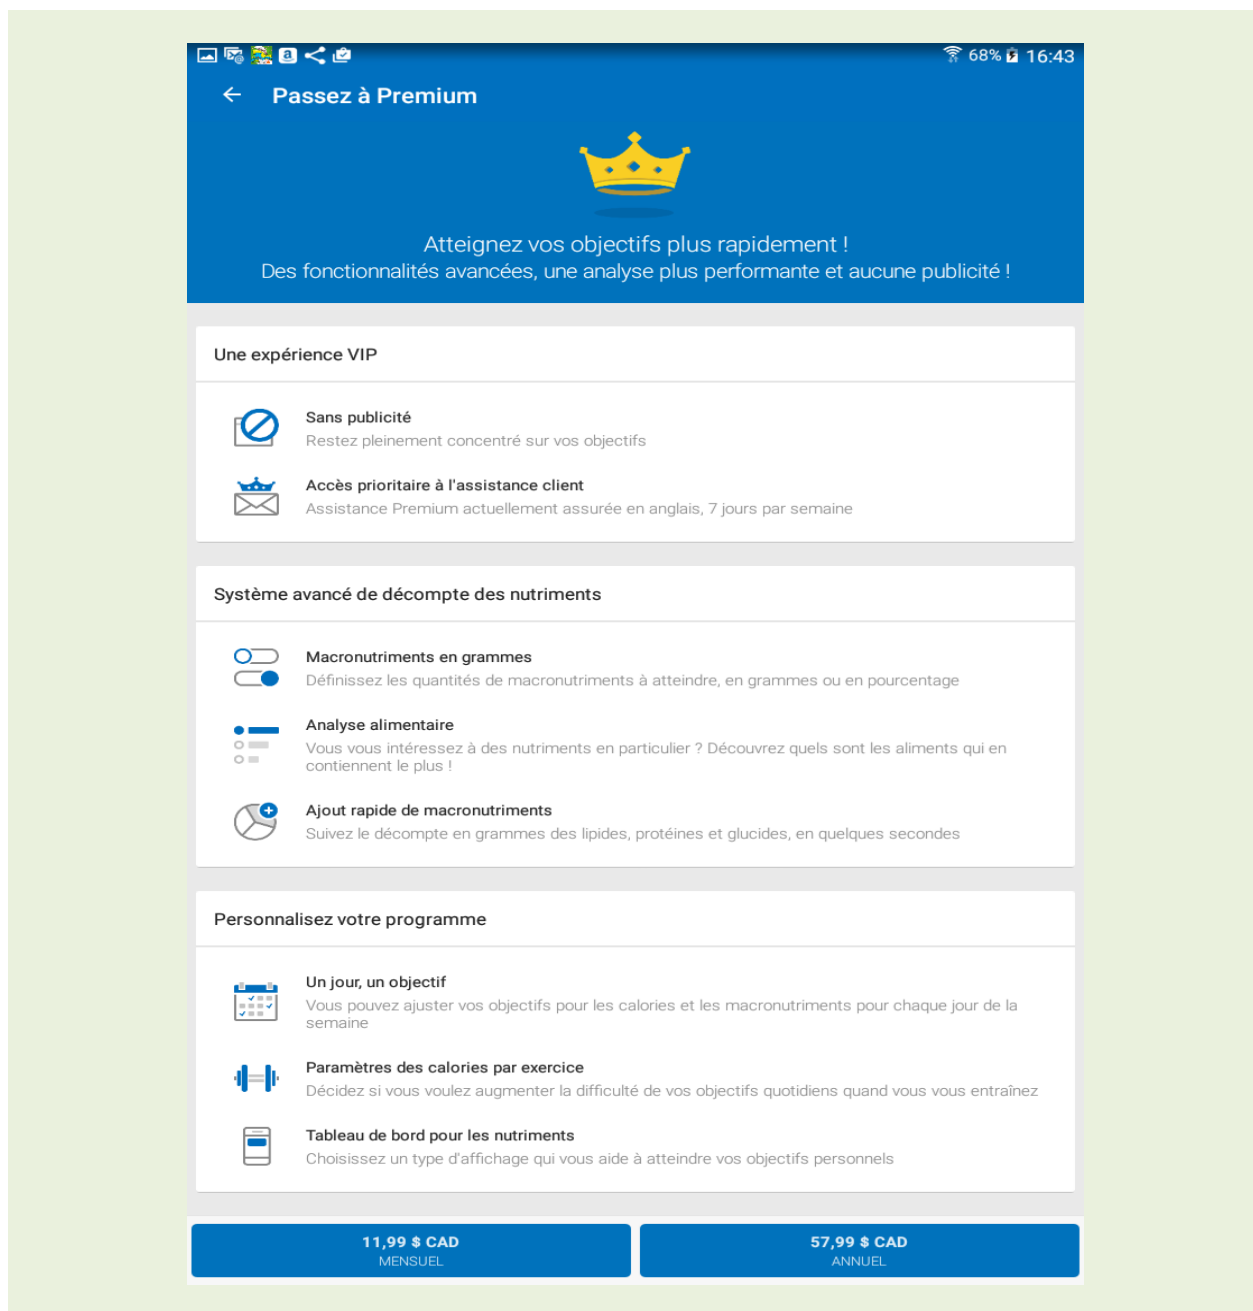 68% 16:43
Passez à Premium
Atteignez vos objectifs plus rapidement !
Des fonctionnalités avancées, une analyse plus performante et aucune publicité !
Une expérience VIP
Sans publicité
Restez pleinement concentré sur vos objectifs
Accès prioritaire à l'assistance client
Assistance Premium actuellement assurée en anglais, 7 jours par semaine
Système avancé de décompte des nutriments
Macronutriments en grammes
Définissez les quantités de macronutriments à atteindre, en grammes ou en pourcentage
Analyse alimentaire
Vous vous intéressez à des nutriments en particulier ? Découvrez quels sont les aliments qui en
contiennent le plus !
Ajout rapide de macronutriments
Suivez le décompte en grammes des lipides, protéines et glucides, en quelques secondes
Personnalisez votre programme
Un jour, un objectif
Vous pouvez ajuster vos objectifs pour les calories et les macronutriments pour chaque jour de la
semaine
Paramètres des calories par exercice
Décidez si vous voulez augmenter la difficulté de vos objectifs quotidiens quand vous vous entraînez
Tableau de bord pour les nutriments
Choisissez un type d'affichage qui vous aide à atteindre vos objectifs personnels
11,99 $ CAD
MENSUEL
57,99 $ CAD
ANNUEL